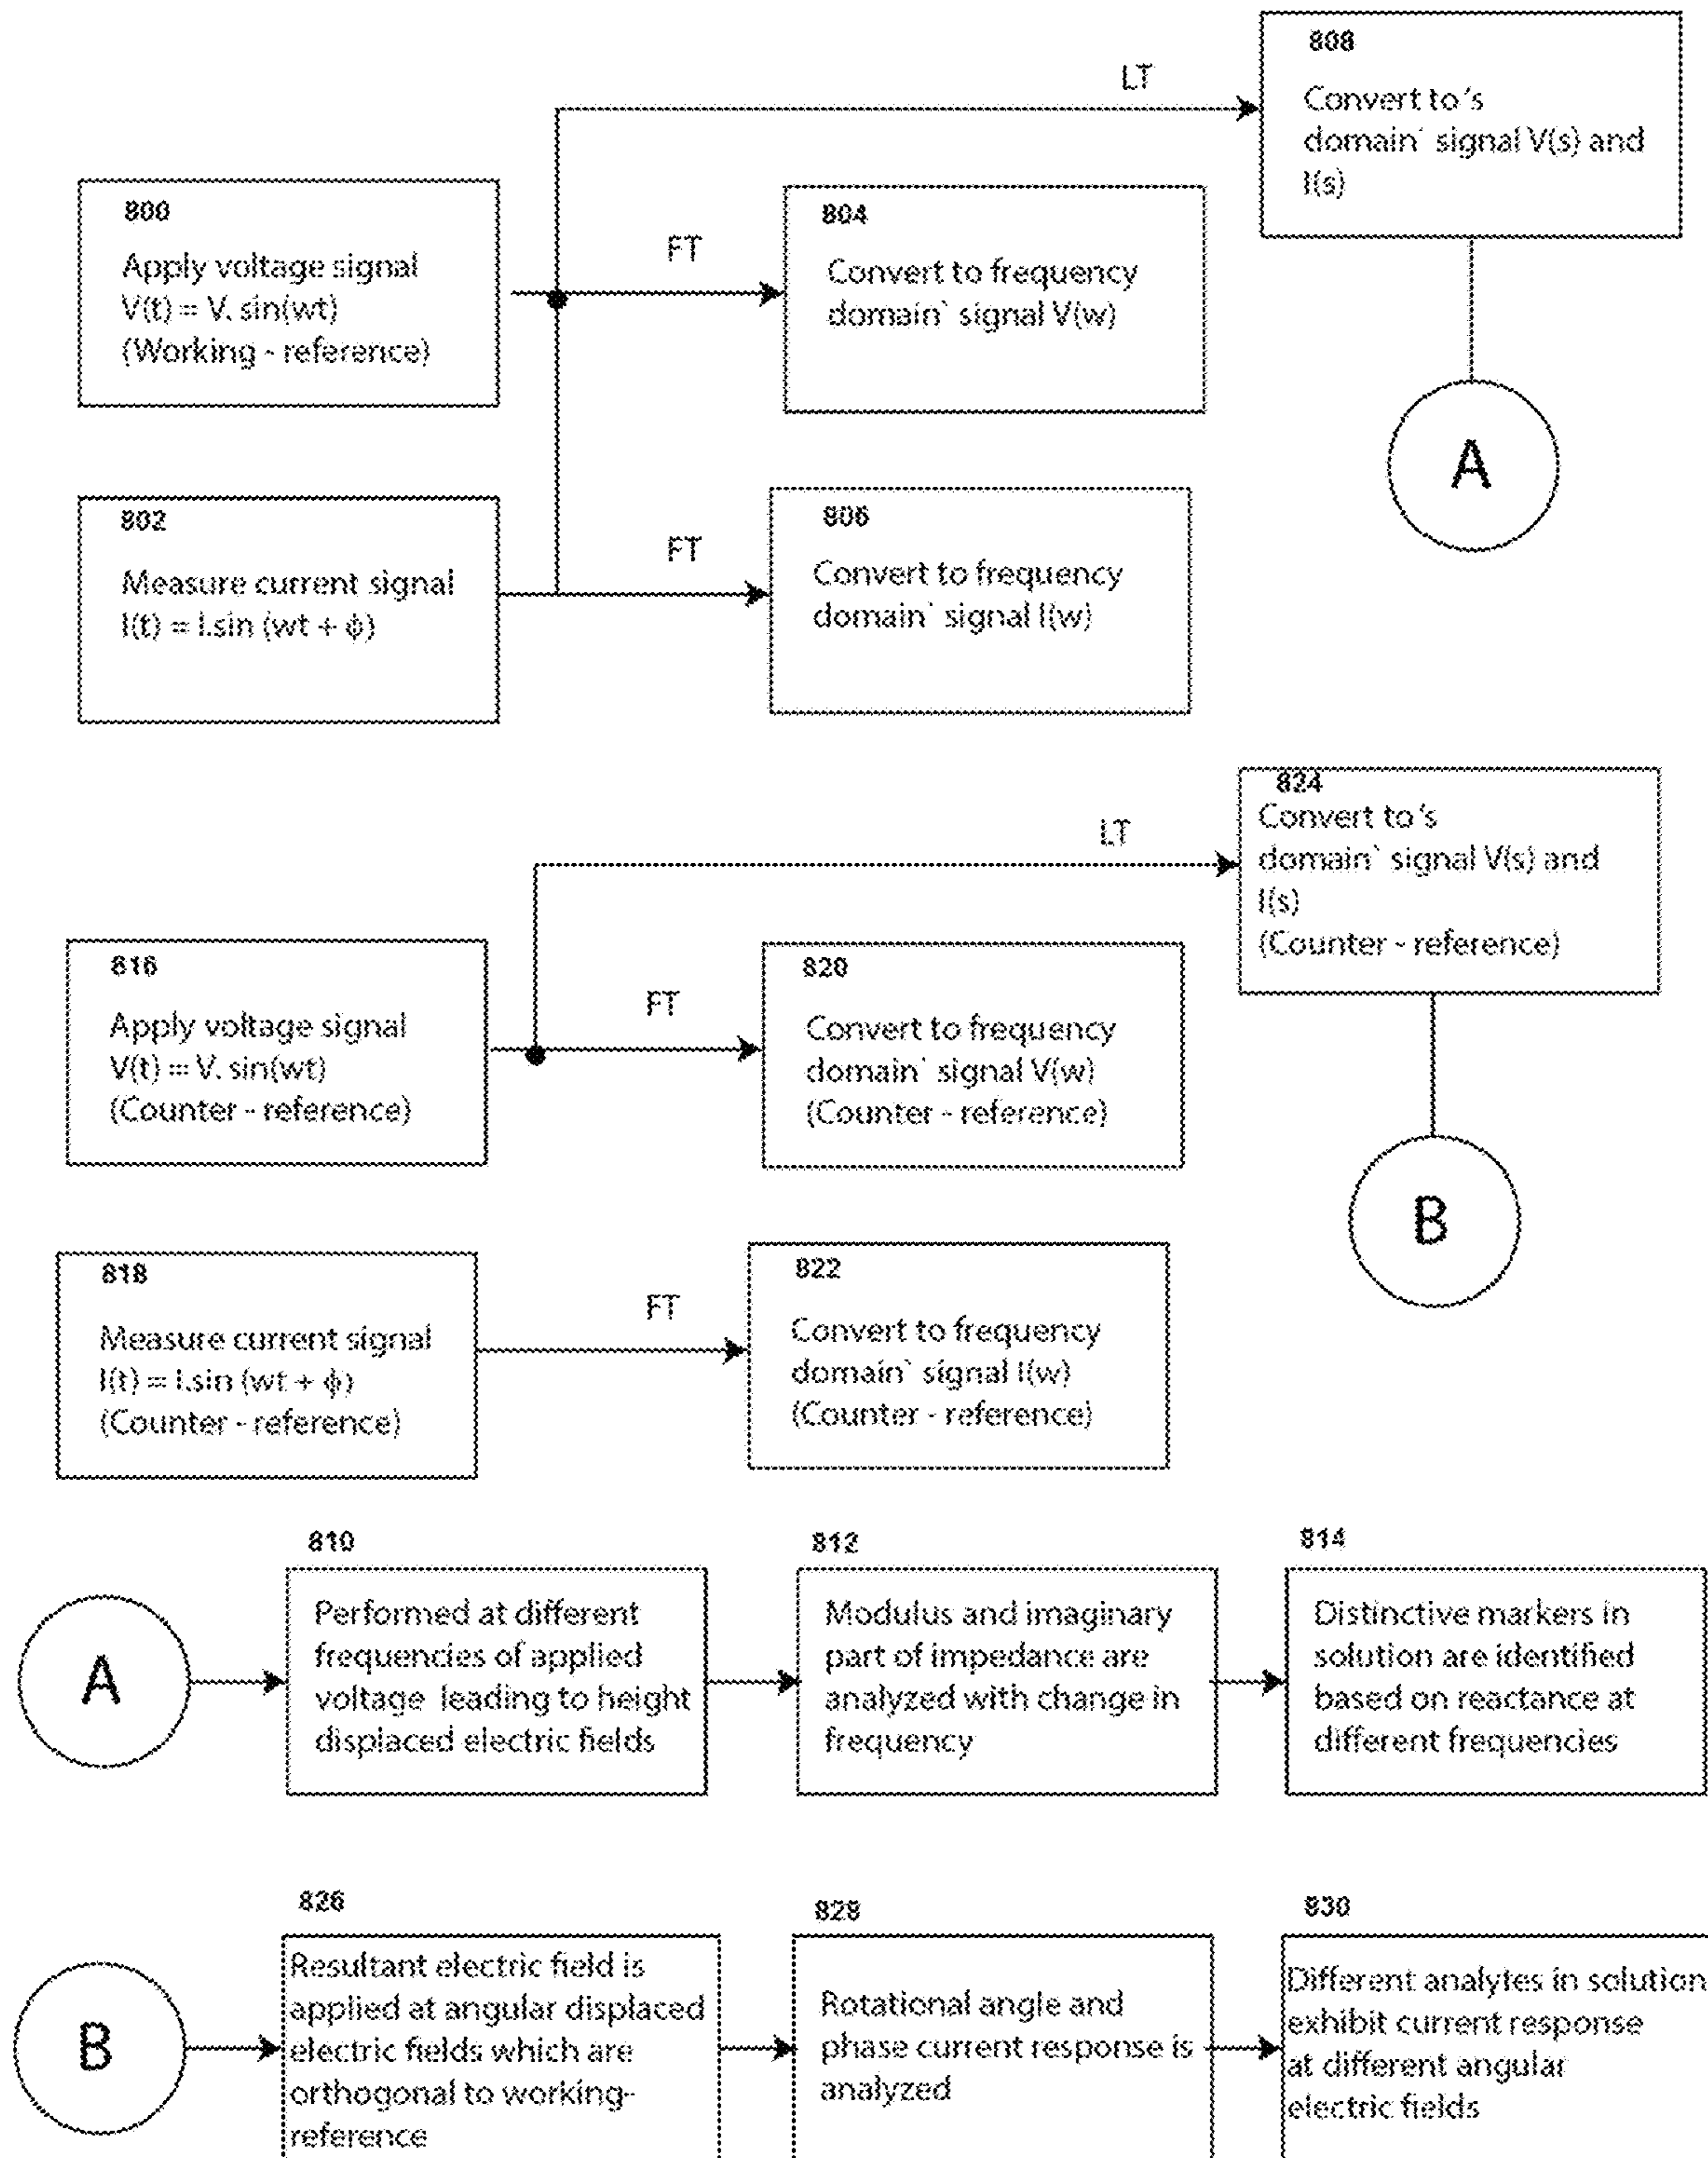 808
LT
Convert to 's
domain` signal V(s) and
I(s)
800
Apply voltage signal
V(t) = V. sin(wt)
(Working - reference)
FT
804
Convert to frequency
domain` signal V(w)
A
802
Measure current signal
I(t) = I.sin (wt + ϕ)
FT
806
Convert to frequency
domain` signal I(w)
LT
824
Convert to 's
domain` signal V(s) and
I(s)
(Counter - reference)
816
Apply voltage signal
V(t) = V. sin(wt)
(Counter - reference)
FT
820
Convert to frequency
domain` signal V(w)
(Counter - reference)
B
818
Measure current signal
I(t) = I.sin (wt + ϕ)
(Counter - reference)
FT
822
Convert to frequency
domain` signal I(w)
(Counter - reference)
A
810
Performed at different
frequencies of applied
voltage leading to height
displaced electric fields
812
Modulus and imaginary
part of impedance are
analyzed with change in
frequency
814
Distinctive markers in
solution are identified
based on reactance at
different frequencies
B
826
Resultant electric field is
applied at angular displaced
electric fields which are
orthogonal to working-
reference
828
Rotational angle and
phase current response is
analyzed
830
Different analytes in solution
exhibit current response
at different angular
electric fields